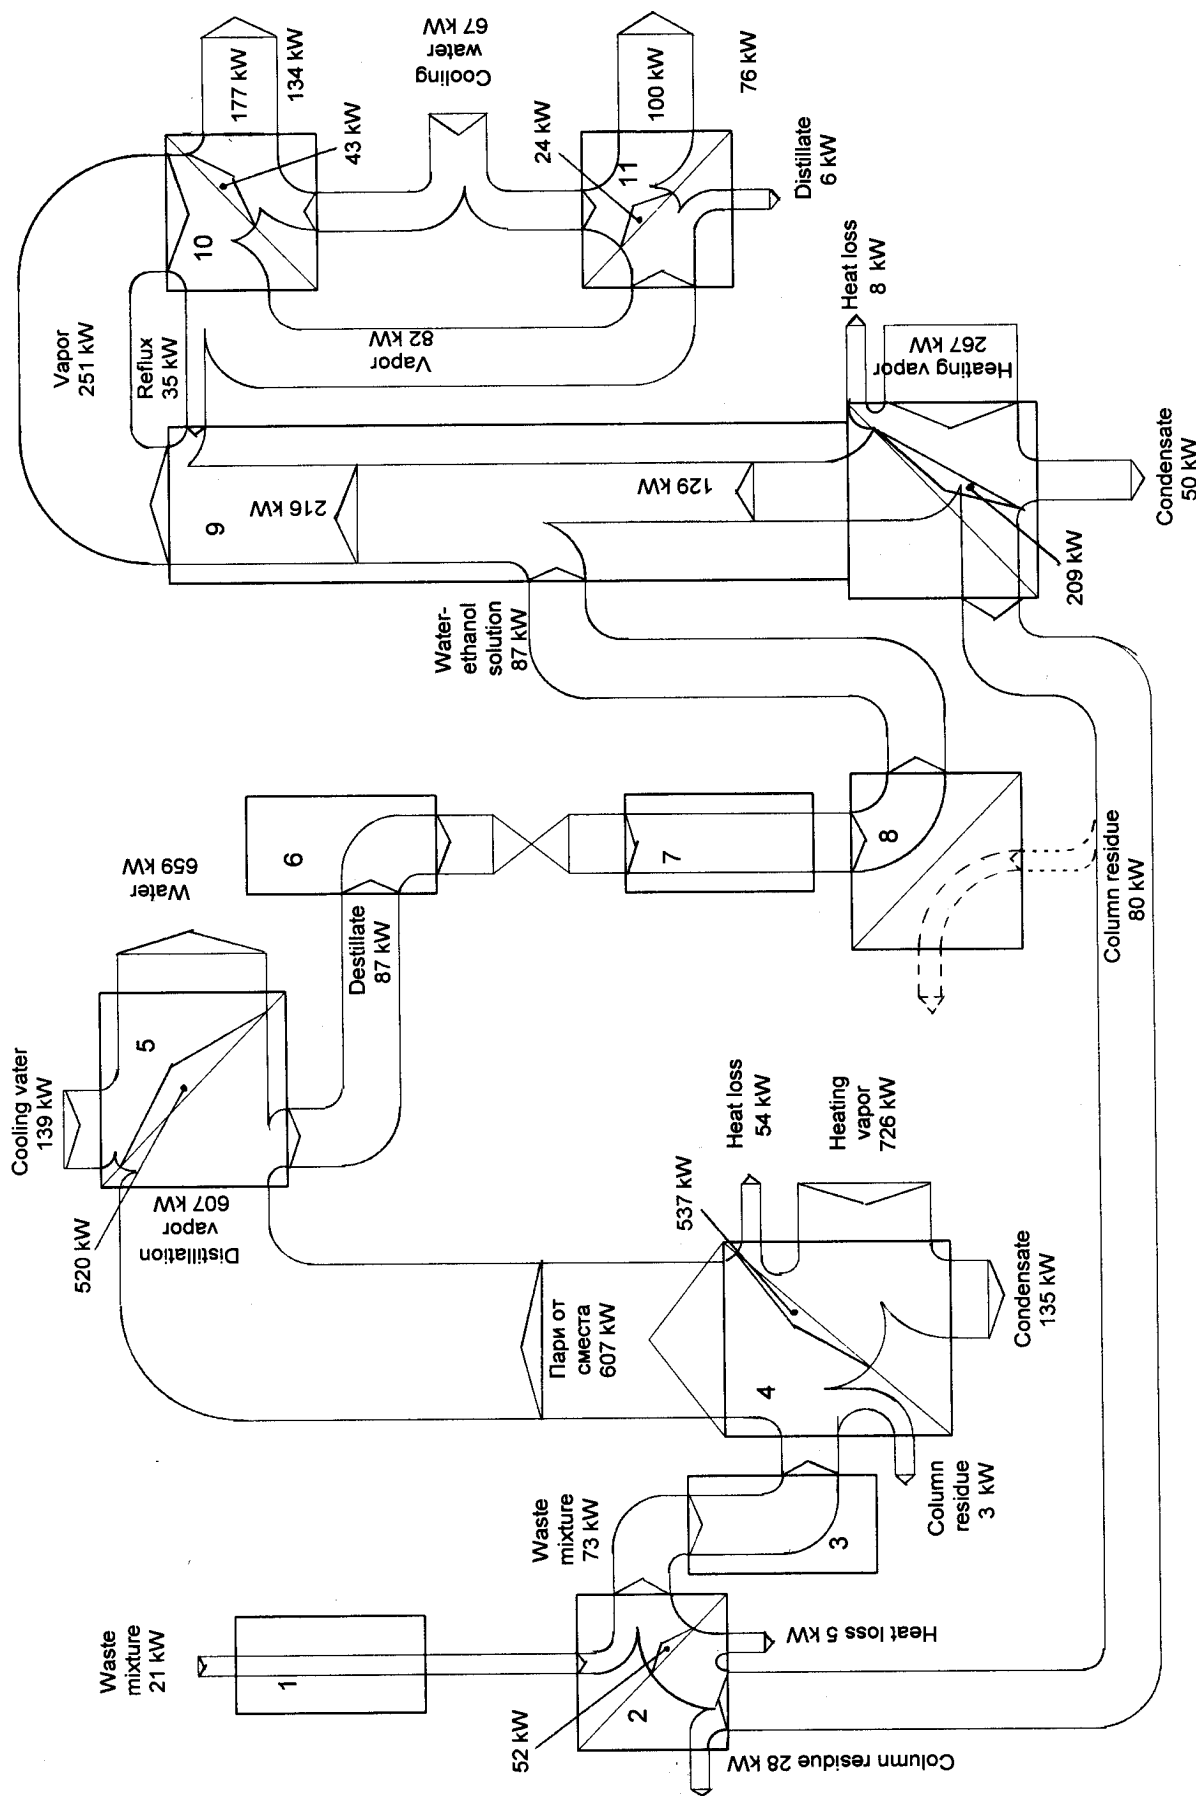 Vapor
251 kW
Reflux
35 kW
177 kW
134 kW
43 kW
10
Cooling
water
67 kW
24 kW
100 kW
76 kW
11
Distillate
6 kW
Vapor
82 kW
Heat loss
8 kW
Heating vapor
267 kW
9
216 kW
129 kW
Condensate
50 kW
209 kW
Water-
ethanol
solution
87 kW
Water
659 kW
6
7
8
Destillate
87 kW
Column residue
80 kW
Cooling vater
139 kW
5
520 kW
Distillation
vapor
607 kW
Heat loss
54 kW
Heating
vapor
726 kW
537 kW
Пари от
сместа
607 kW
4
Condensate
135 kW
Column
residue
3 kW
Waste
mixture
73 kW
3
Waste
mixture
21 kW
1
2
52 kW
Heat loss 5 kW
Column residue 28 kW